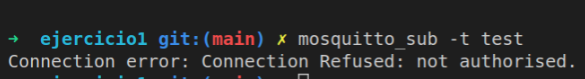 → ejercicio1 git:(main) ✗ mosquitto_sub -t test
Connection error: Connection Refused: not authorised.